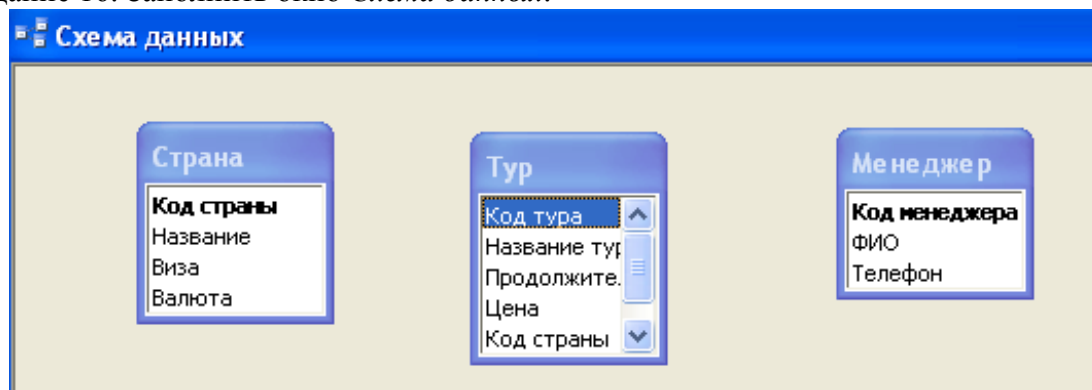 Схема данных
Страна
Код страны
Название
Виза
Валюта
Тур
Код тура
Название тур
Продолжите.
Цена
Код страны
Менеджер
Код менеджера
ФИО
Телефон